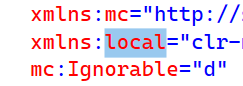 xmlns:mc="http://s
xmlns:local="clr-n
mc:Ignorable="d"